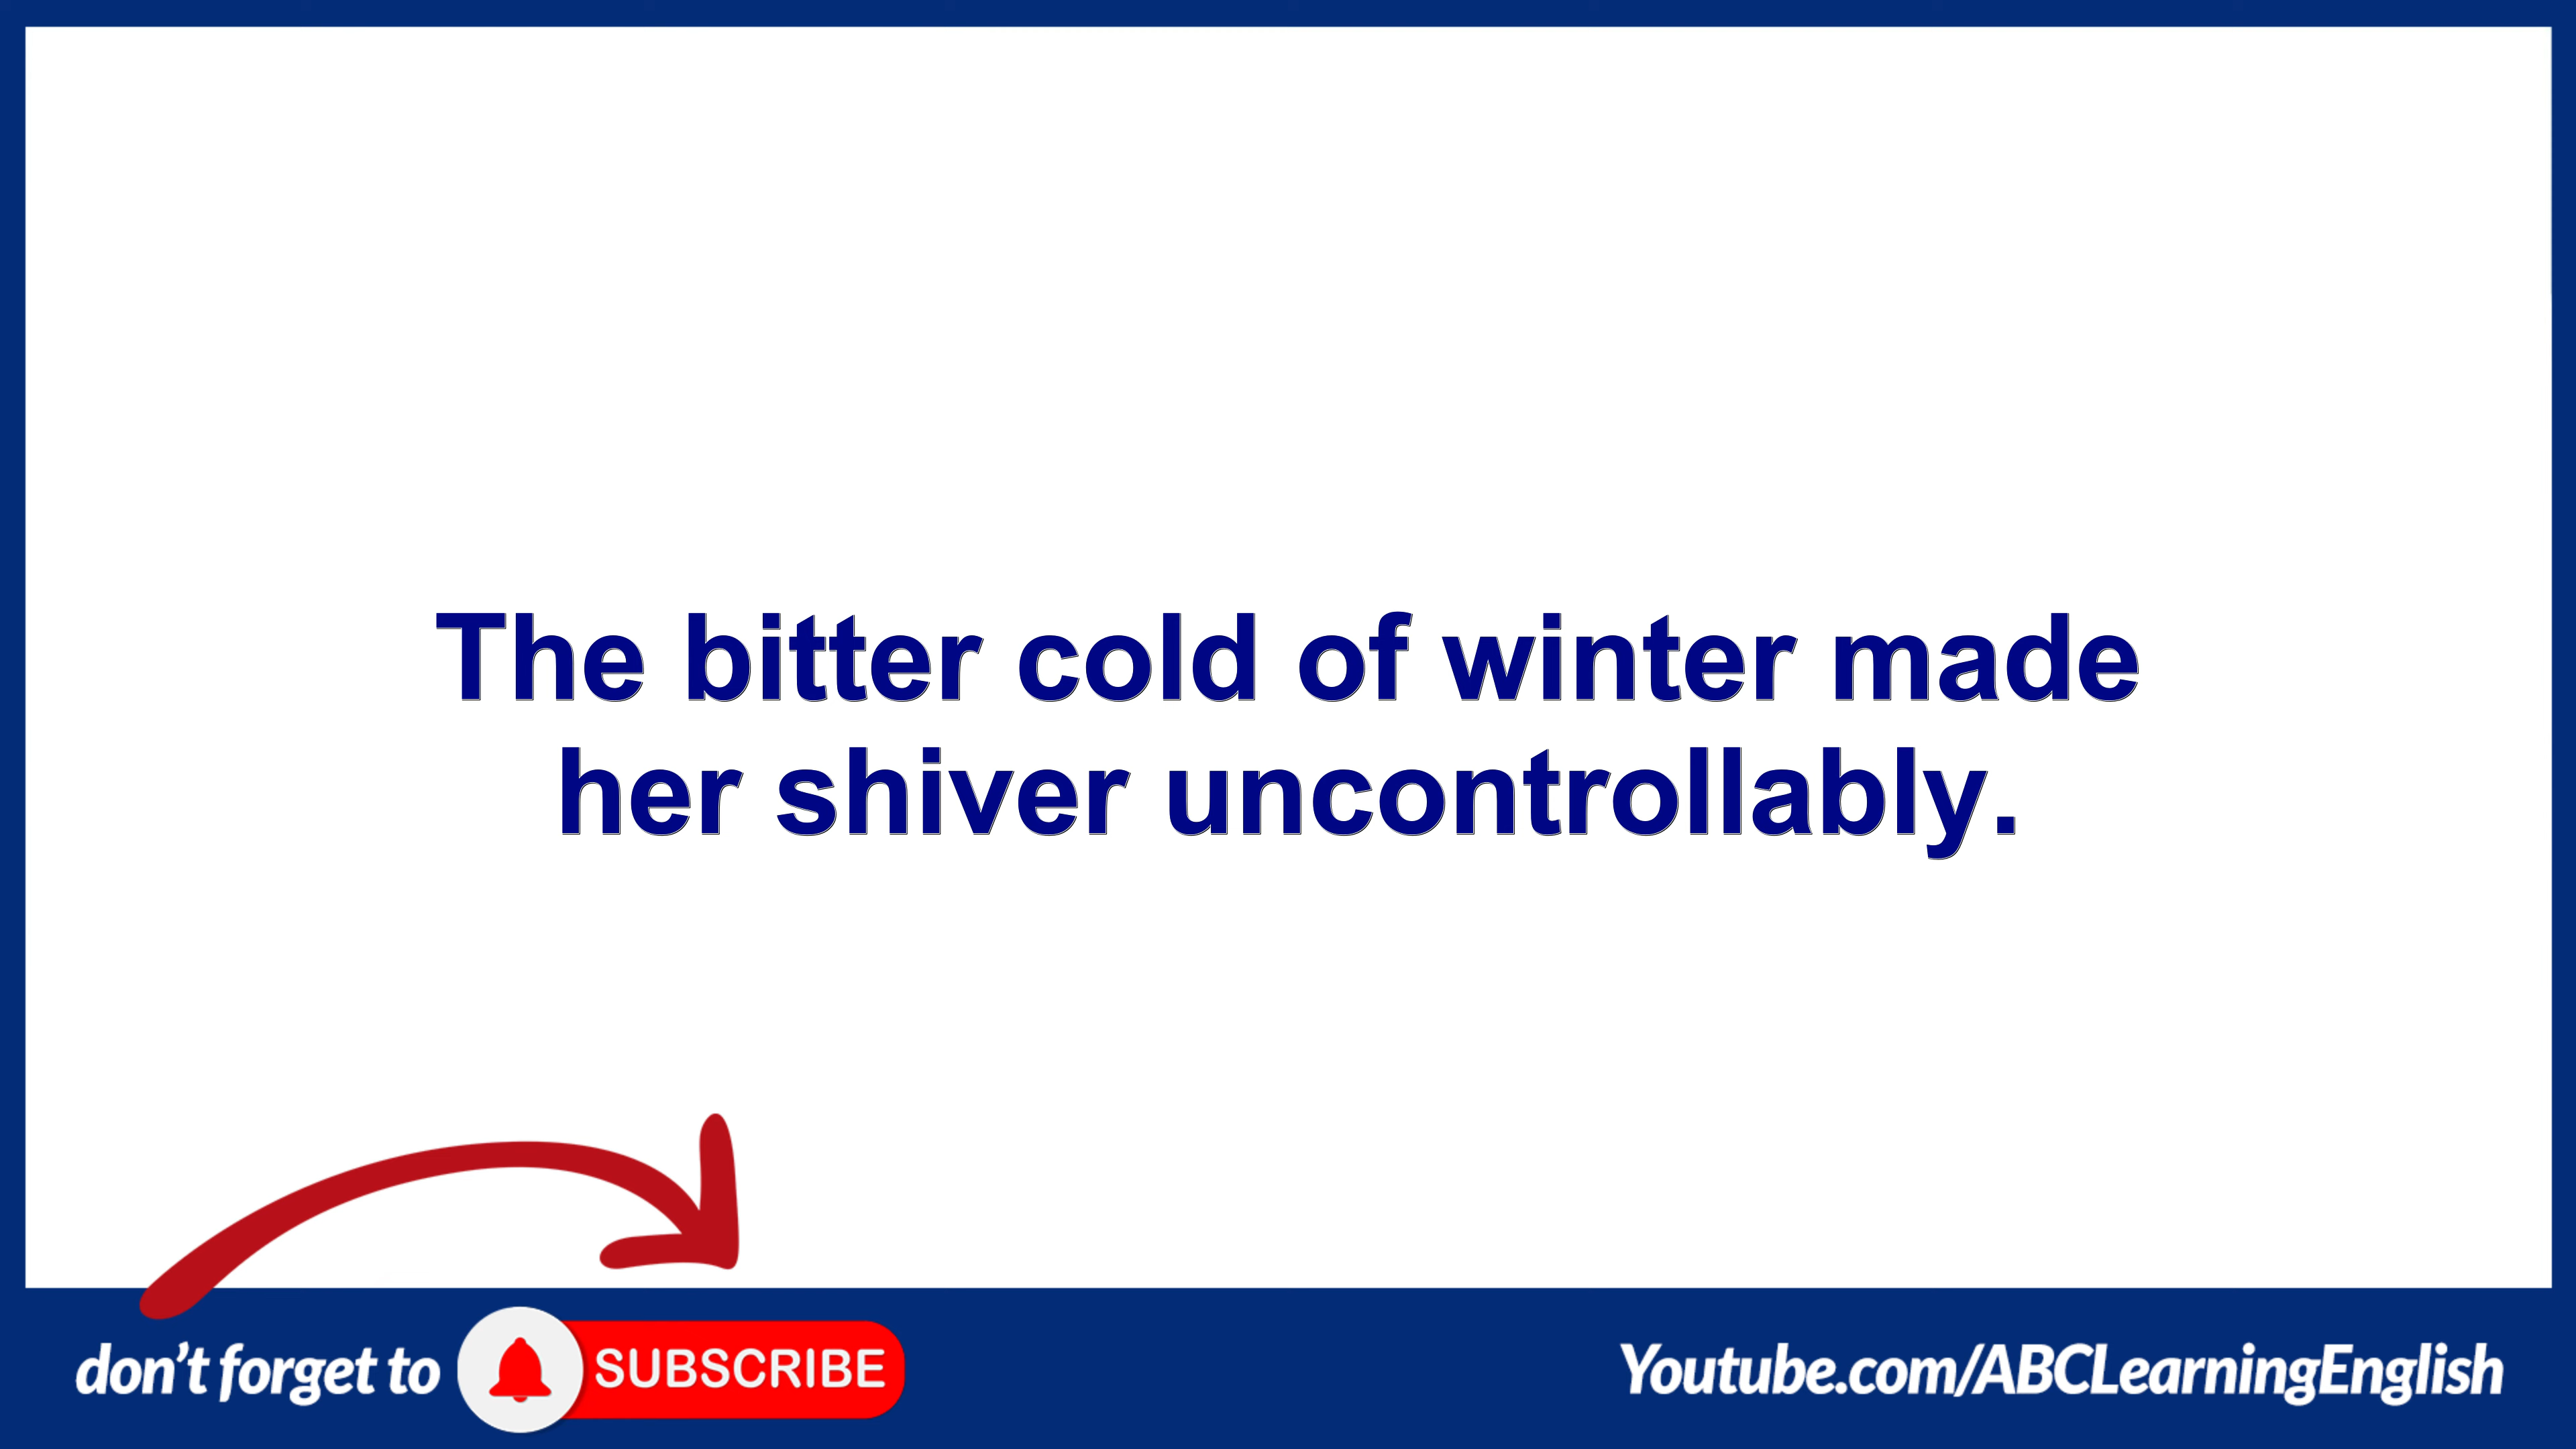 The bitter cold of winter made
her shiver uncontrollably.
don't forget to SUBSCRIBE
Youtube.com/ABCLearningEnglish